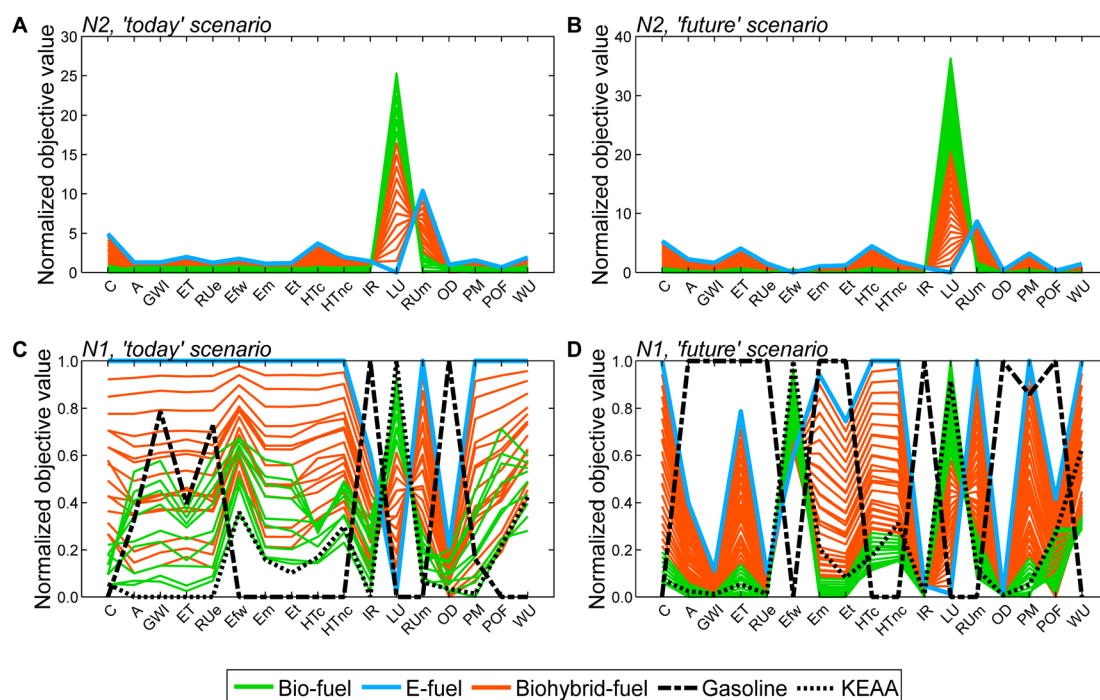 A N2, 'today' scenario
Normalized objective value
30
25
20
15
10
5
0
C A GWI ET RUe Efw Em Et HTc HTnc IR LU RUm OD PM POF WU
B N2, 'future' scenario
Normalized objective value
40
30
20
10
0
C A GWI ET RUe Efw Em Et HTc HTnc IR LU RUm OD PM POF WU
C N1, 'today' scenario
Normalized objective value
1.0
0.8
0.6
0.4
0.2
0.0
C A GWI ET RUe Efw Em Et HTc HTnc IR LU RUm OD PM POF WU
D N1, 'future' scenario
Normalized objective value
1.0
0.8
0.6
0.4
0.2
0.0
C A GWI ET RUe Efw Em Et HTc HTnc IR LU RUm OD PM POF WU
Bio-fuel E-fuel Biohybrid-fuel Gasoline KEAA